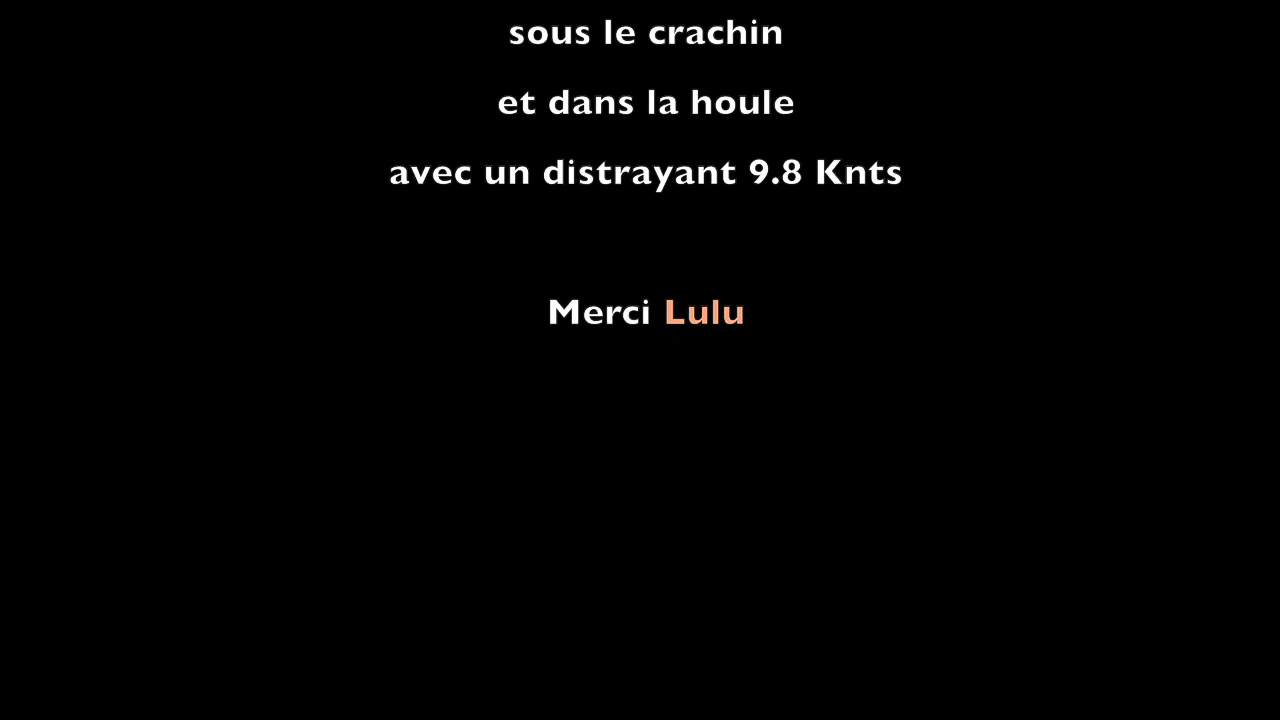 sous le crachin
et dans la houle
avec un distrayant 9.8 Knts
Merci Lulu